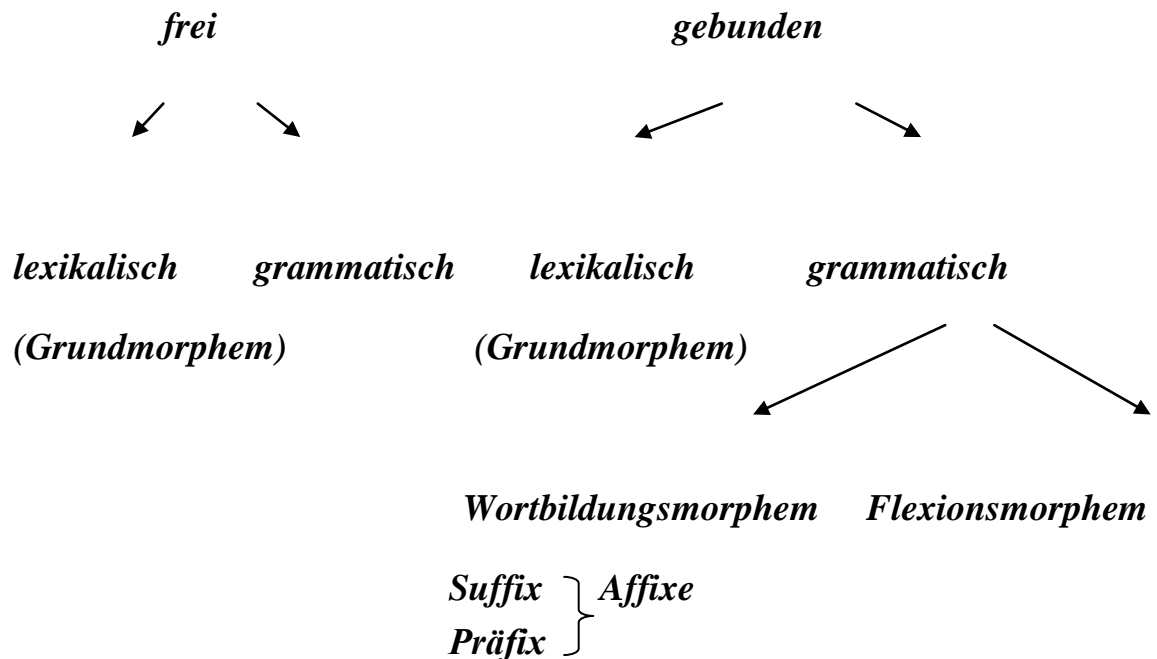 frei gebunden
lexikalisch grammatisch lexikalisch grammatisch
(Grundmorphem) (Grundmorphem)
Wortbildungsmorphem Flexionsmorphem
Suffix Affixe
Präfix